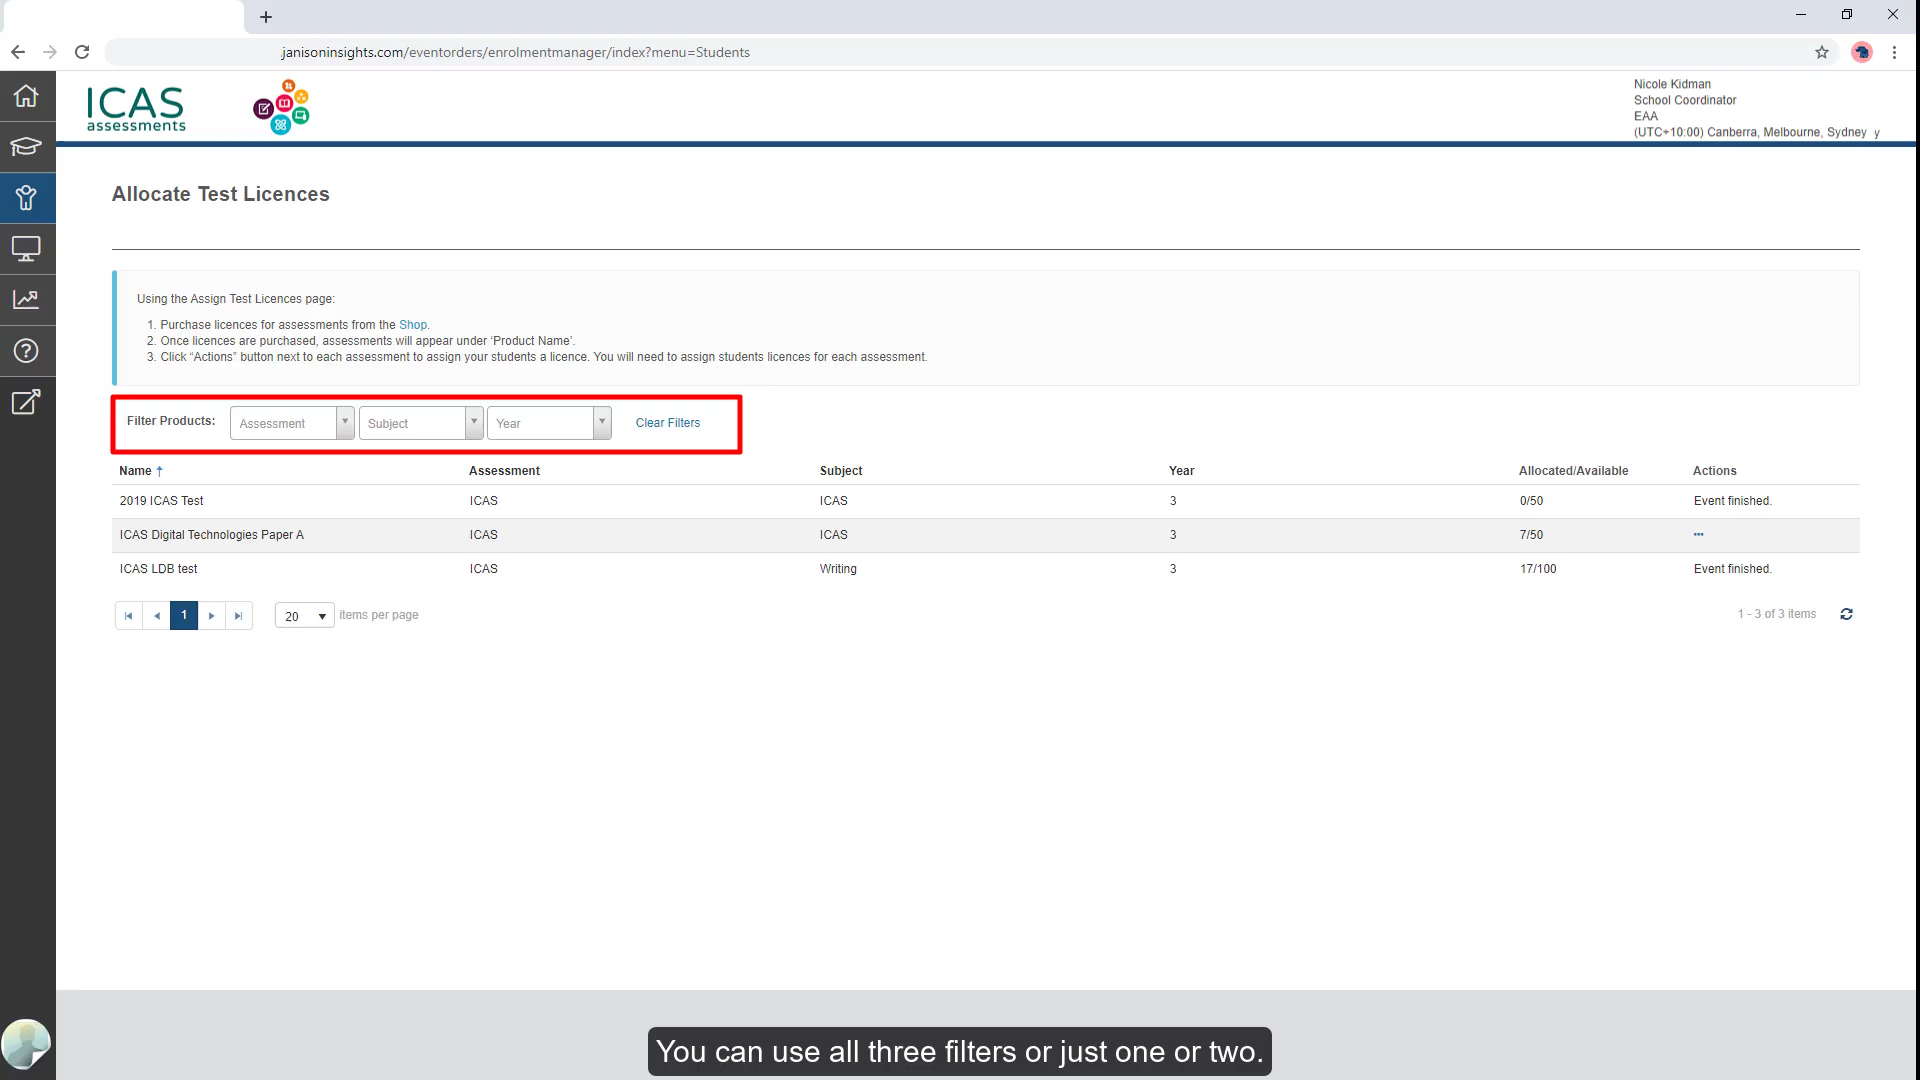 janisoninsights.com/eventorders/enrolmentmanager/index?menu=Students
ICAS
assessments
Nicole Kidman
School Coordinator
EAA
(UTC+10:00) Canberra, Melbourne, Sydney y
Allocate Test Licences
Using the Assign Test Licences page:
1. Purchase licences for assessments from the Shop.
2. Once licences are purchased, assessments will appear under ‘Product Name’.
3. Click “Actions” button next to each assessment to assign your students a licence. You will need to assign students licences for each assessment.
Filter Products: Assessment Subject Year Clear Filters
Name ↑ Assessment Subject Year Allocated/Available Actions
2019 ICAS Test ICAS ICAS 3 0/50 Event finished.
ICAS Digital Technologies Paper A ICAS ICAS 3 7/50 •••
ICAS LDB test ICAS Writing 3 17/100 Event finished.
1 20 items per page 1 - 3 of 3 items
You can use all three filters or just one or two.